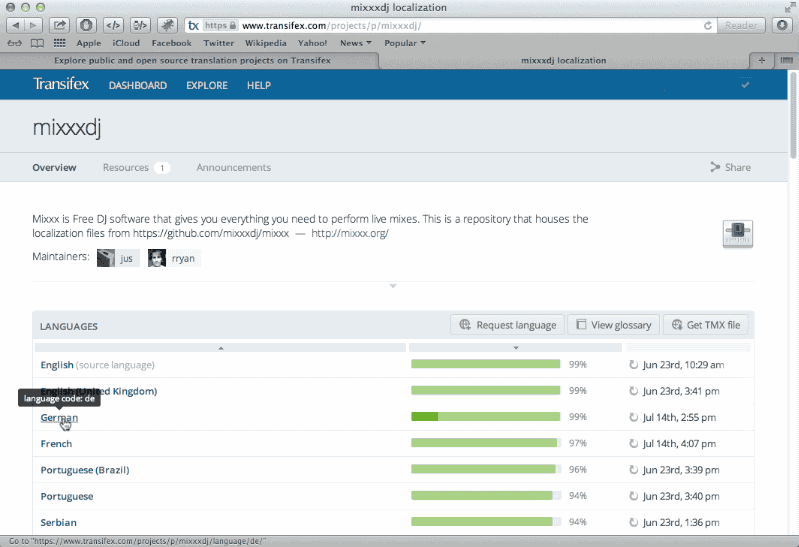 mixxxdj localization
https www.transifex.com/projects/p/mixxxdj/ Reader
Apple iCloud Facebook Twitter Wikipedia Yahoo! News Popular
Explore public and open source translation projects on Transifex mixxxdj localization
Transifex DASHBOARD EXPLORE HELP
mixxxdj
Overview Resources 1 Announcements Share
Mixxx is Free DJ software that gives you everything you need to perform live mixes. This is a repository that houses the
localization files from https://github.com/mixxxdj/mixxx — http://mixxx.org/
Maintainers: jus rryan
LANGUAGES Request language View glossary Get TMX file
English (source language) 99% Jun 23rd, 10:29 am
English (United Kingdom) 99% Jun 23rd, 3:41 pm
language code: de
German 99% Jul 14th, 2:55 pm
French 97% Jul 14th, 4:07 pm
Portuguese (Brazil) 96% Jun 23rd, 3:39 pm
Portuguese 94% Jun 23rd, 3:40 pm
Serbian 94% Jun 23rd, 1:36 pm
Go to "https://www.transifex.com/projects/p/mixxxdj/language/de/"